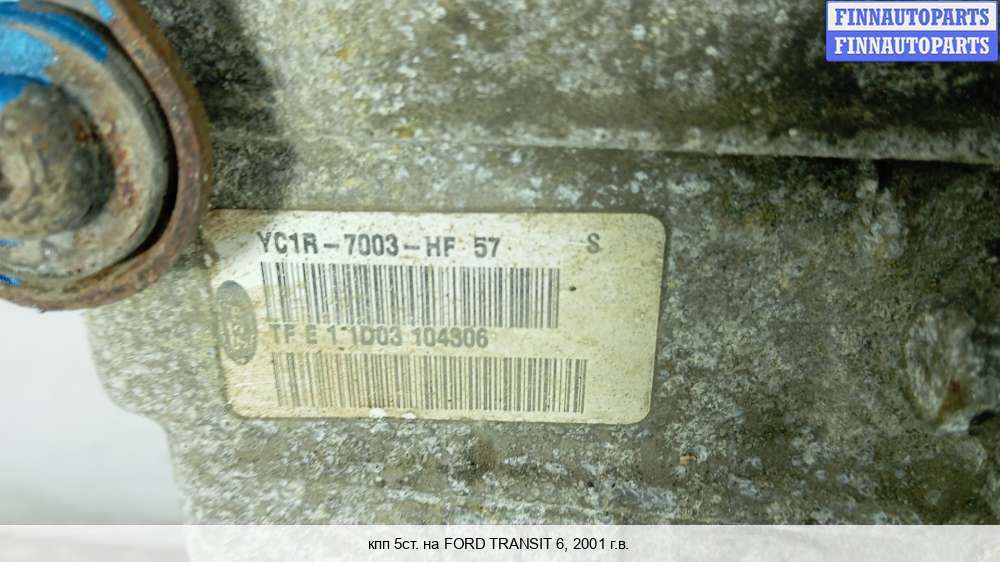 FINNAUTOPARTS
FINNAUTOPARTS
YC1R-7003-HF 57 S
TF E 1 1D03 104306
кпп 5ст. на FORD TRANSIT 6, 2001 г.в.